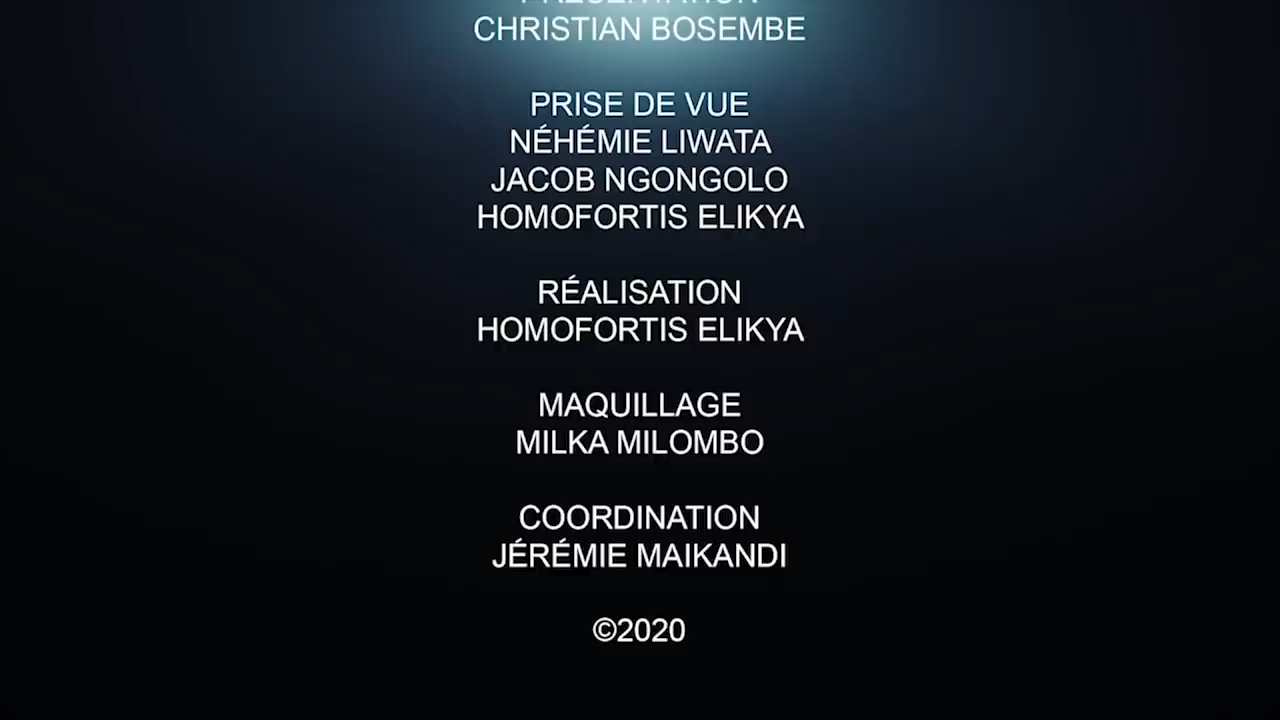 PRÉSENTATION
CHRISTIAN BOSEMBE
PRISE DE VUE
NÉHÉMIE LIWATA
JACOB NGONGOLO
HOMOFORTIS ELIKYA
RÉALISATION
HOMOFORTIS ELIKYA
MAQUILLAGE
MILKA MILOMBO
COORDINATION
JÉRÉMIE MAIKANDI
©2020